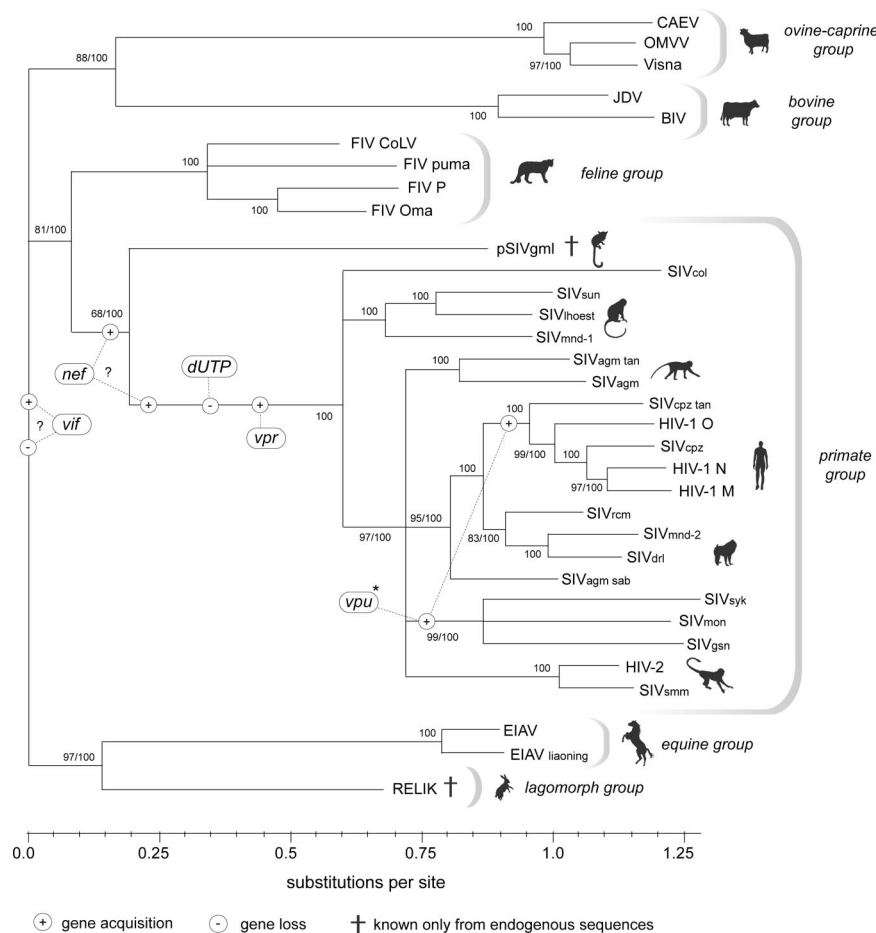 CAEV
OMVV
Visna
ovine-caprine
group
88/100
100
97/100
JDV
BIV
bovine
group
100
FIV CoLV
FIV puma
FIV P
FIV Oma
feline group
100
100
81/100
pSIVgml †
SIVcol
SIVsun
SIVlhoest
SIVmnd-1
100
100
68/100
nef
?
dUTP
vpr
100
vif
?
SIVagm tan
SIVagm
100
SIVcpz tan
HIV-1 O
SIVcpz
HIV-1 N
HIV-1 M
100
99/100
100
97/100
primate
group
100
SIVrcm
SIVmnd-2
SIVdrl
83/100
100
95/100
97/100
SIVagm sab
vpu*
SIVsyk
SIVmon
SIVgsn
99/100
HIV-2
SIVsmm
100
EIAV
EIAV liaoning
equine group
100
97/100
RELIK †
lagomorph group
0.0 0.25 0.5 0.75 1.0 1.25
substitutions per site
+ gene acquisition - gene loss † known only from endogenous sequences